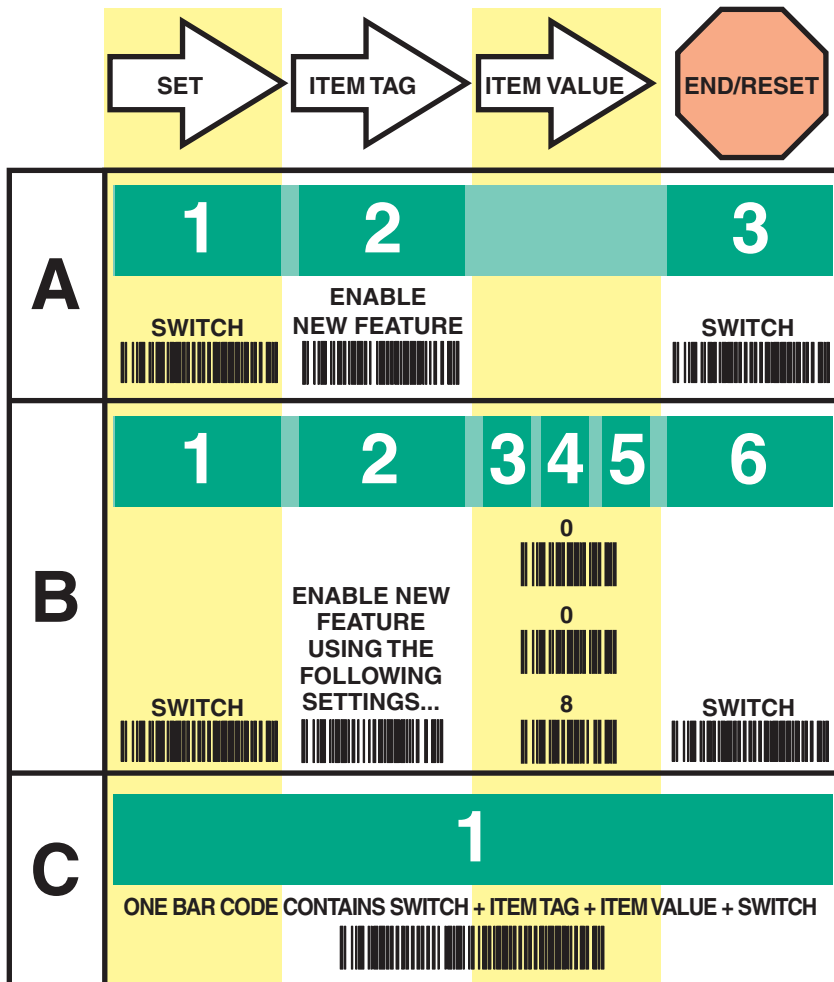 SET
ITEM TAG
ITEM VALUE
END/RESET
A
1
2
3
SWITCH
ENABLE
NEW FEATURE
SWITCH
B
1
2
3
4
5
6
SWITCH
ENABLE NEW
FEATURE
USING THE
FOLLOWING
SETTINGS...
0
0
8
SWITCH
C
1
ONE BAR CODE CONTAINS SWITCH + ITEM TAG + ITEM VALUE + SWITCH